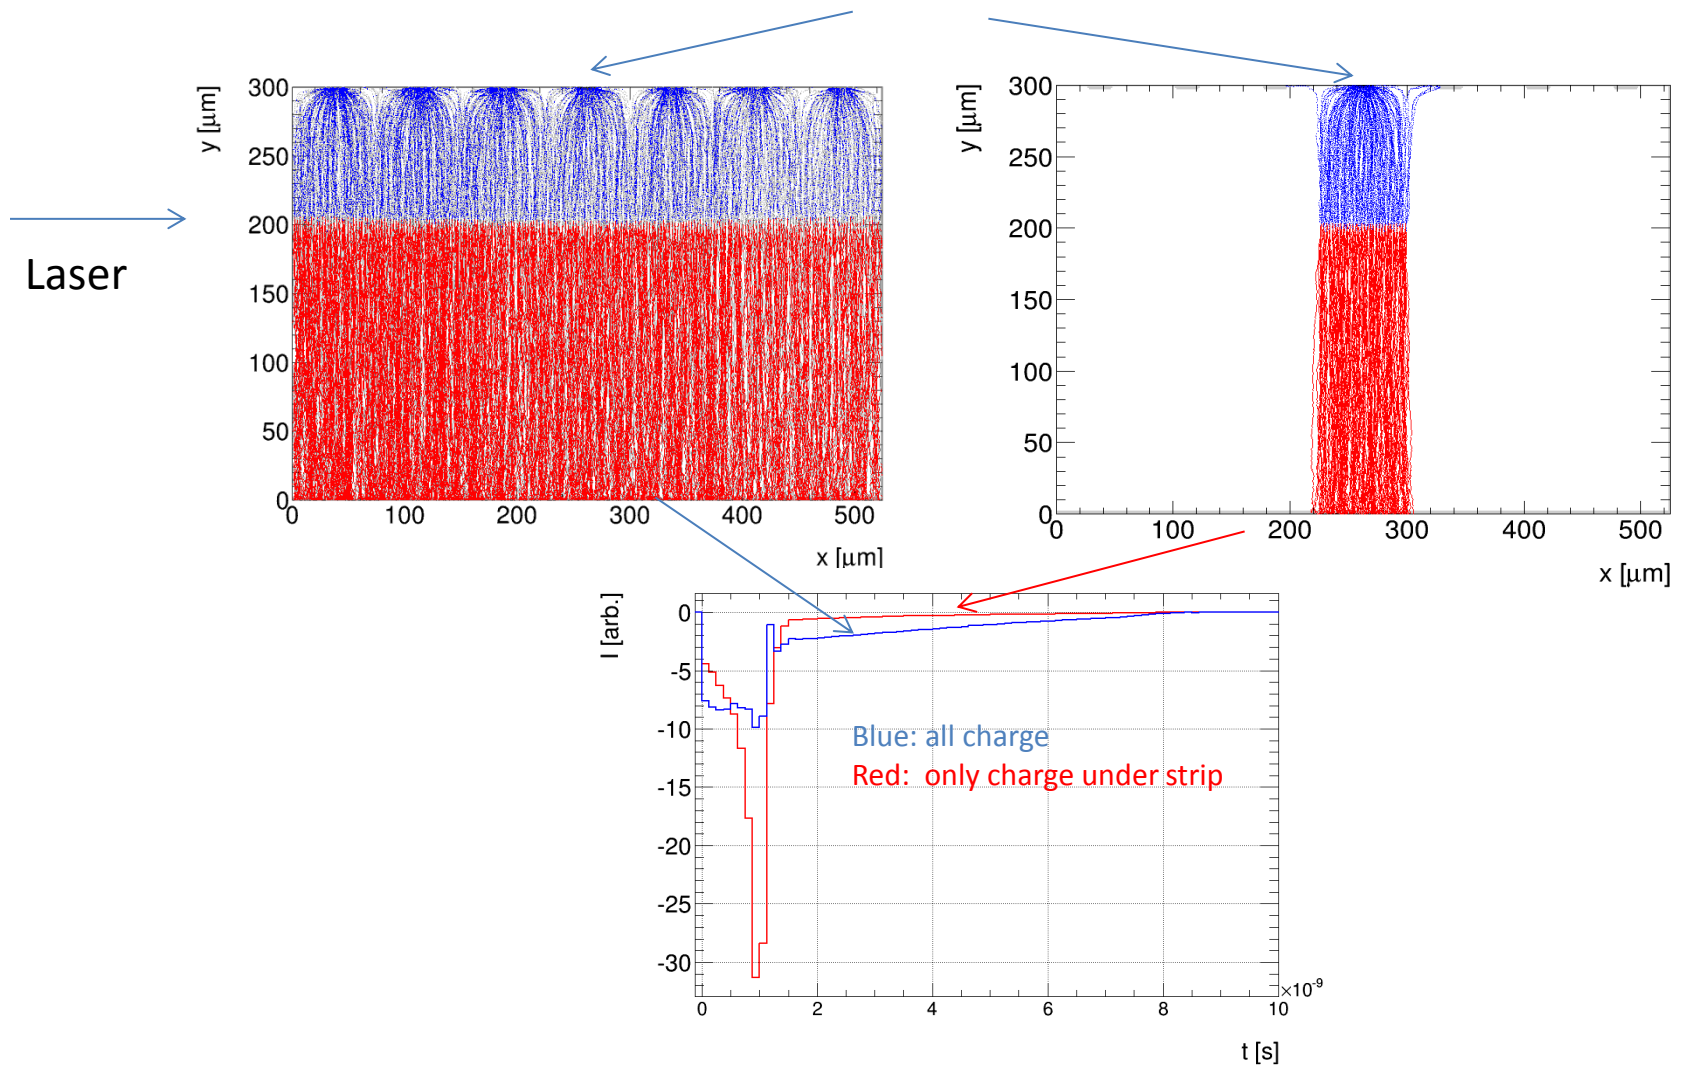 300
250
200
150
100
50
0
y [μm]
0 100 200 300 400 500
x [μm]
Laser
300
250
200
150
100
50
0
y [μm]
0 100 200 300 400 500
x [μm]
0
-5
-10
-15
-20
-25
-30
I [arb.]
Blue: all charge
Red: only charge under strip
×10⁻⁹
0 2 4 6 8 10
t [s]